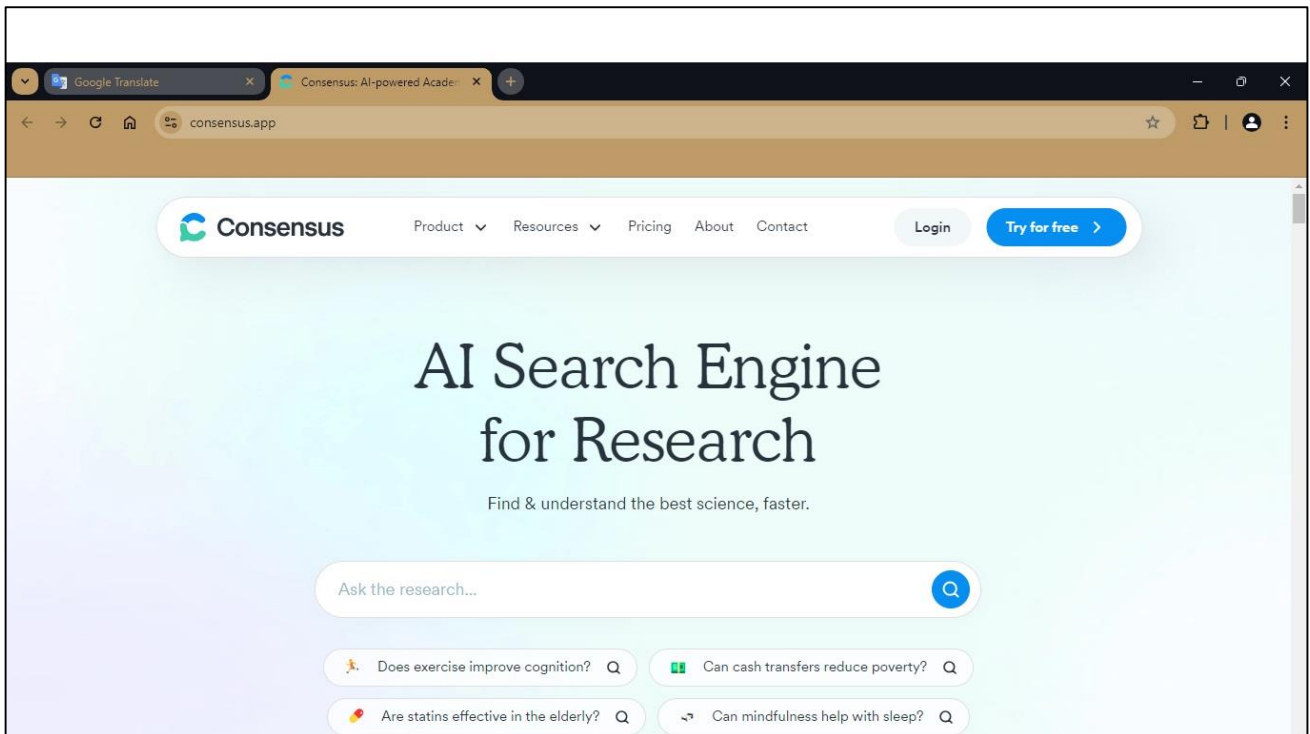 Google Translate
Consensus: AI-powered Academ
consensus.app
Consensus Product Resources Pricing About Contact Login Try for free
AI Search Engine
for Research
Find & understand the best science, faster.
Ask the research...
Does exercise improve cognition? Can cash transfers reduce poverty?
Are statins effective in the elderly? Can mindfulness help with sleep?